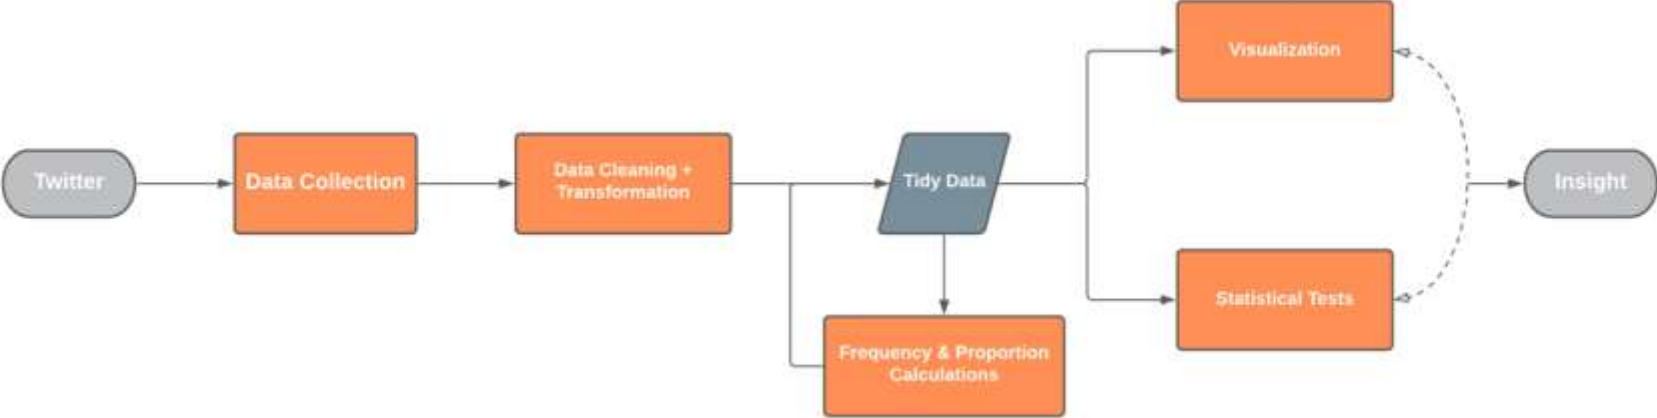 Twitter
Data Collection
Data Cleaning +
Transformation
Tidy Data
Frequency & Proportion
Calculations
Visualization
Statistical Tests
Insight